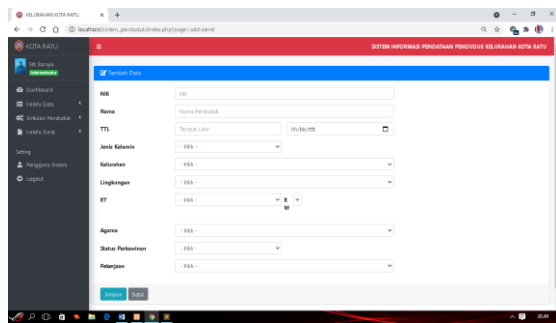 KELURAHAN KOTA RATU
localhost/sistem_penduduk/index.php?page=add-pend
KOTA RATU
SISTEM INFORMASI PENDATAAN PENDUDUK KELURAHAN KOTA RATU
Siti Soraya
Administrator
Dashboard
Kelola Data
Sirkulasi Penduduk
Kelola Surat
Setting
Pengguna Sistem
Logout
Tambah Data
NIK
NIK
Nama
Nama Penduduk
TTL
Tempat Lahir
hh/bb/tttt
Jenis Kelamin
- Pilih -
Kelurahan
- Pilih -
Lingkungan
- Pilih -
RT
- Pilih -
R
W
Agama
- Pilih -
Status Perkawinan
- Pilih -
Pekerjaan
- Pilih -
Simpan
Batal
20.44